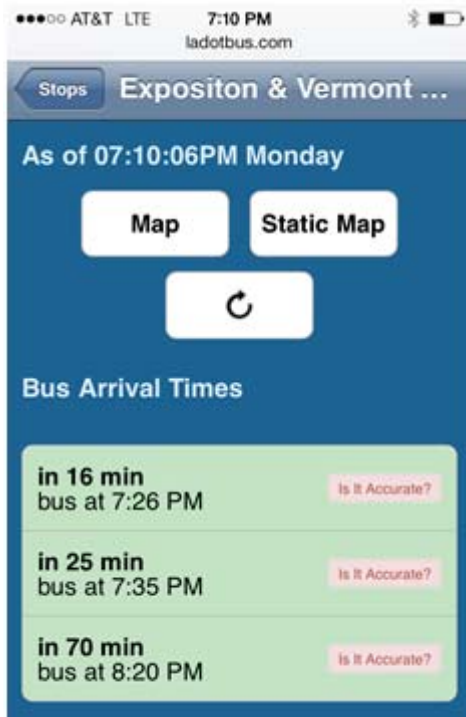 AT&T LTE 7:10 PM
ladotbus.com
Stops Expositon & Vermont ...
As of 07:10:06PM Monday
Map Static Map
Bus Arrival Times
in 16 min
bus at 7:26 PM
Is It Accurate?
in 25 min
bus at 7:35 PM
Is It Accurate?
in 70 min
bus at 8:20 PM
Is It Accurate?